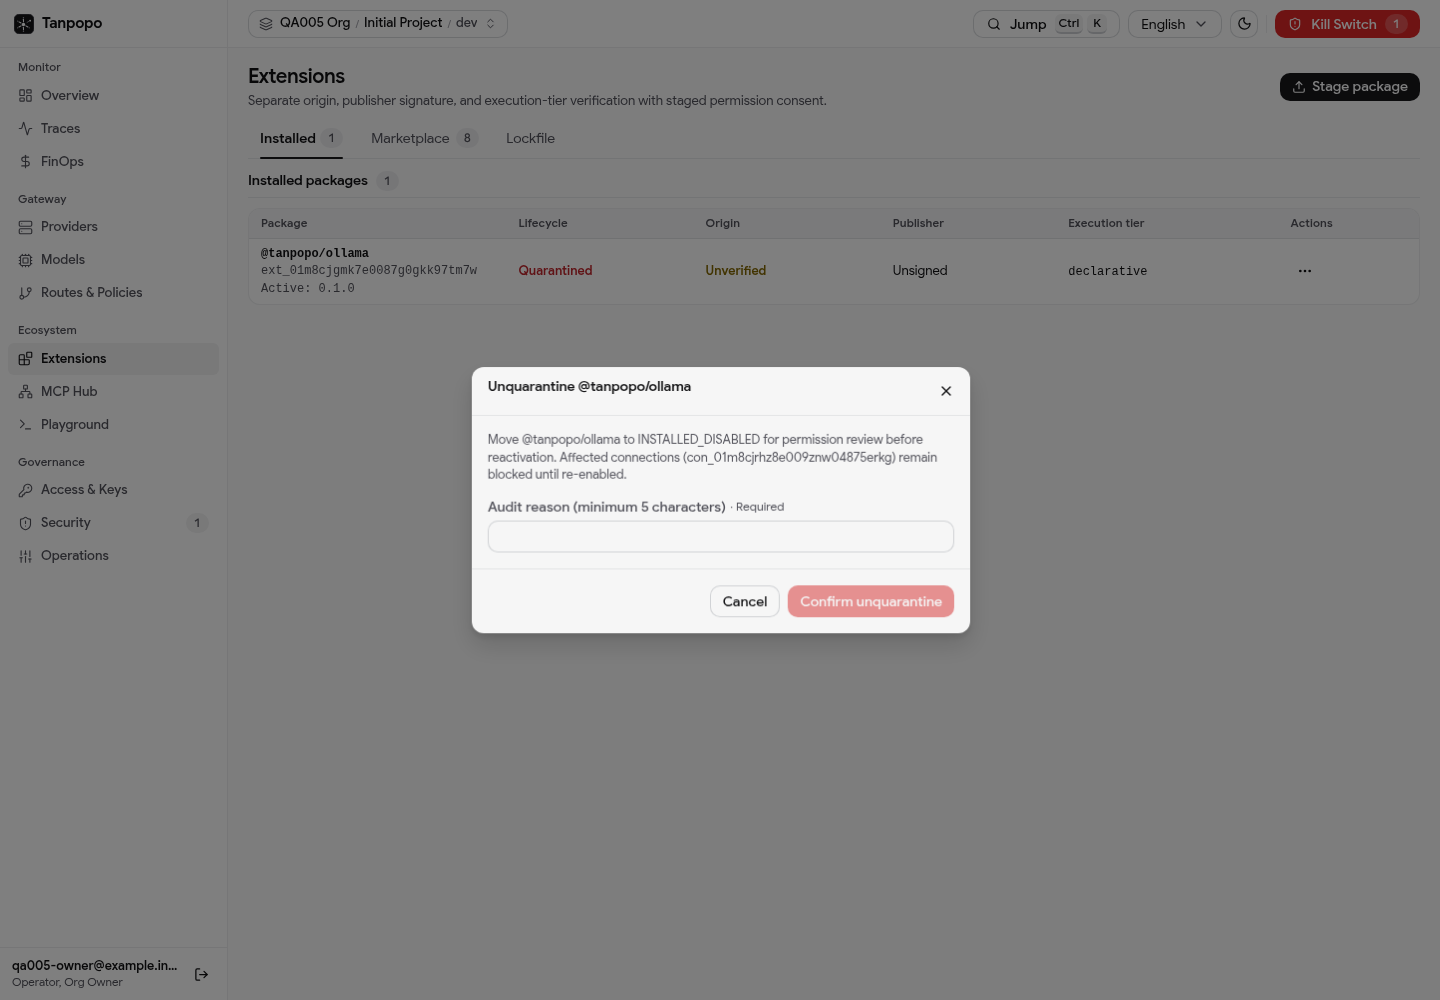 Tanpopo
QA005 Org / Initial Project / dev
Jump Ctrl K
English
Kill Switch 1
Monitor
Overview
Traces
FinOps
Gateway
Providers
Models
Routes & Policies
Ecosystem
Extensions
MCP Hub
Playground
Governance
Access & Keys
Security 1
Operations
qa005-owner@example.in...
Operator, Org Owner
Extensions
Separate origin, publisher signature, and execution-tier verification with staged permission consent.
Stage package
Installed 1 Marketplace 8 Lockfile
Installed packages 1
Package Lifecycle Origin Publisher Execution tier Actions
@tanpopo/ollama
ext_01m8cjgmk7e0087g0gkk97tm7w Quarantined Unverified Unsigned declarative
Active: 0.1.0
Unquarantine @tanpopo/ollama
Move @tanpopo/ollama to INSTALLED_DISABLED for permission review before
reactivation. Affected connections (con_01m8cjrhz8e009znw04875erkg) remain
blocked until re-enabled.
Audit reason (minimum 5 characters) · Required
Cancel Confirm unquarantine